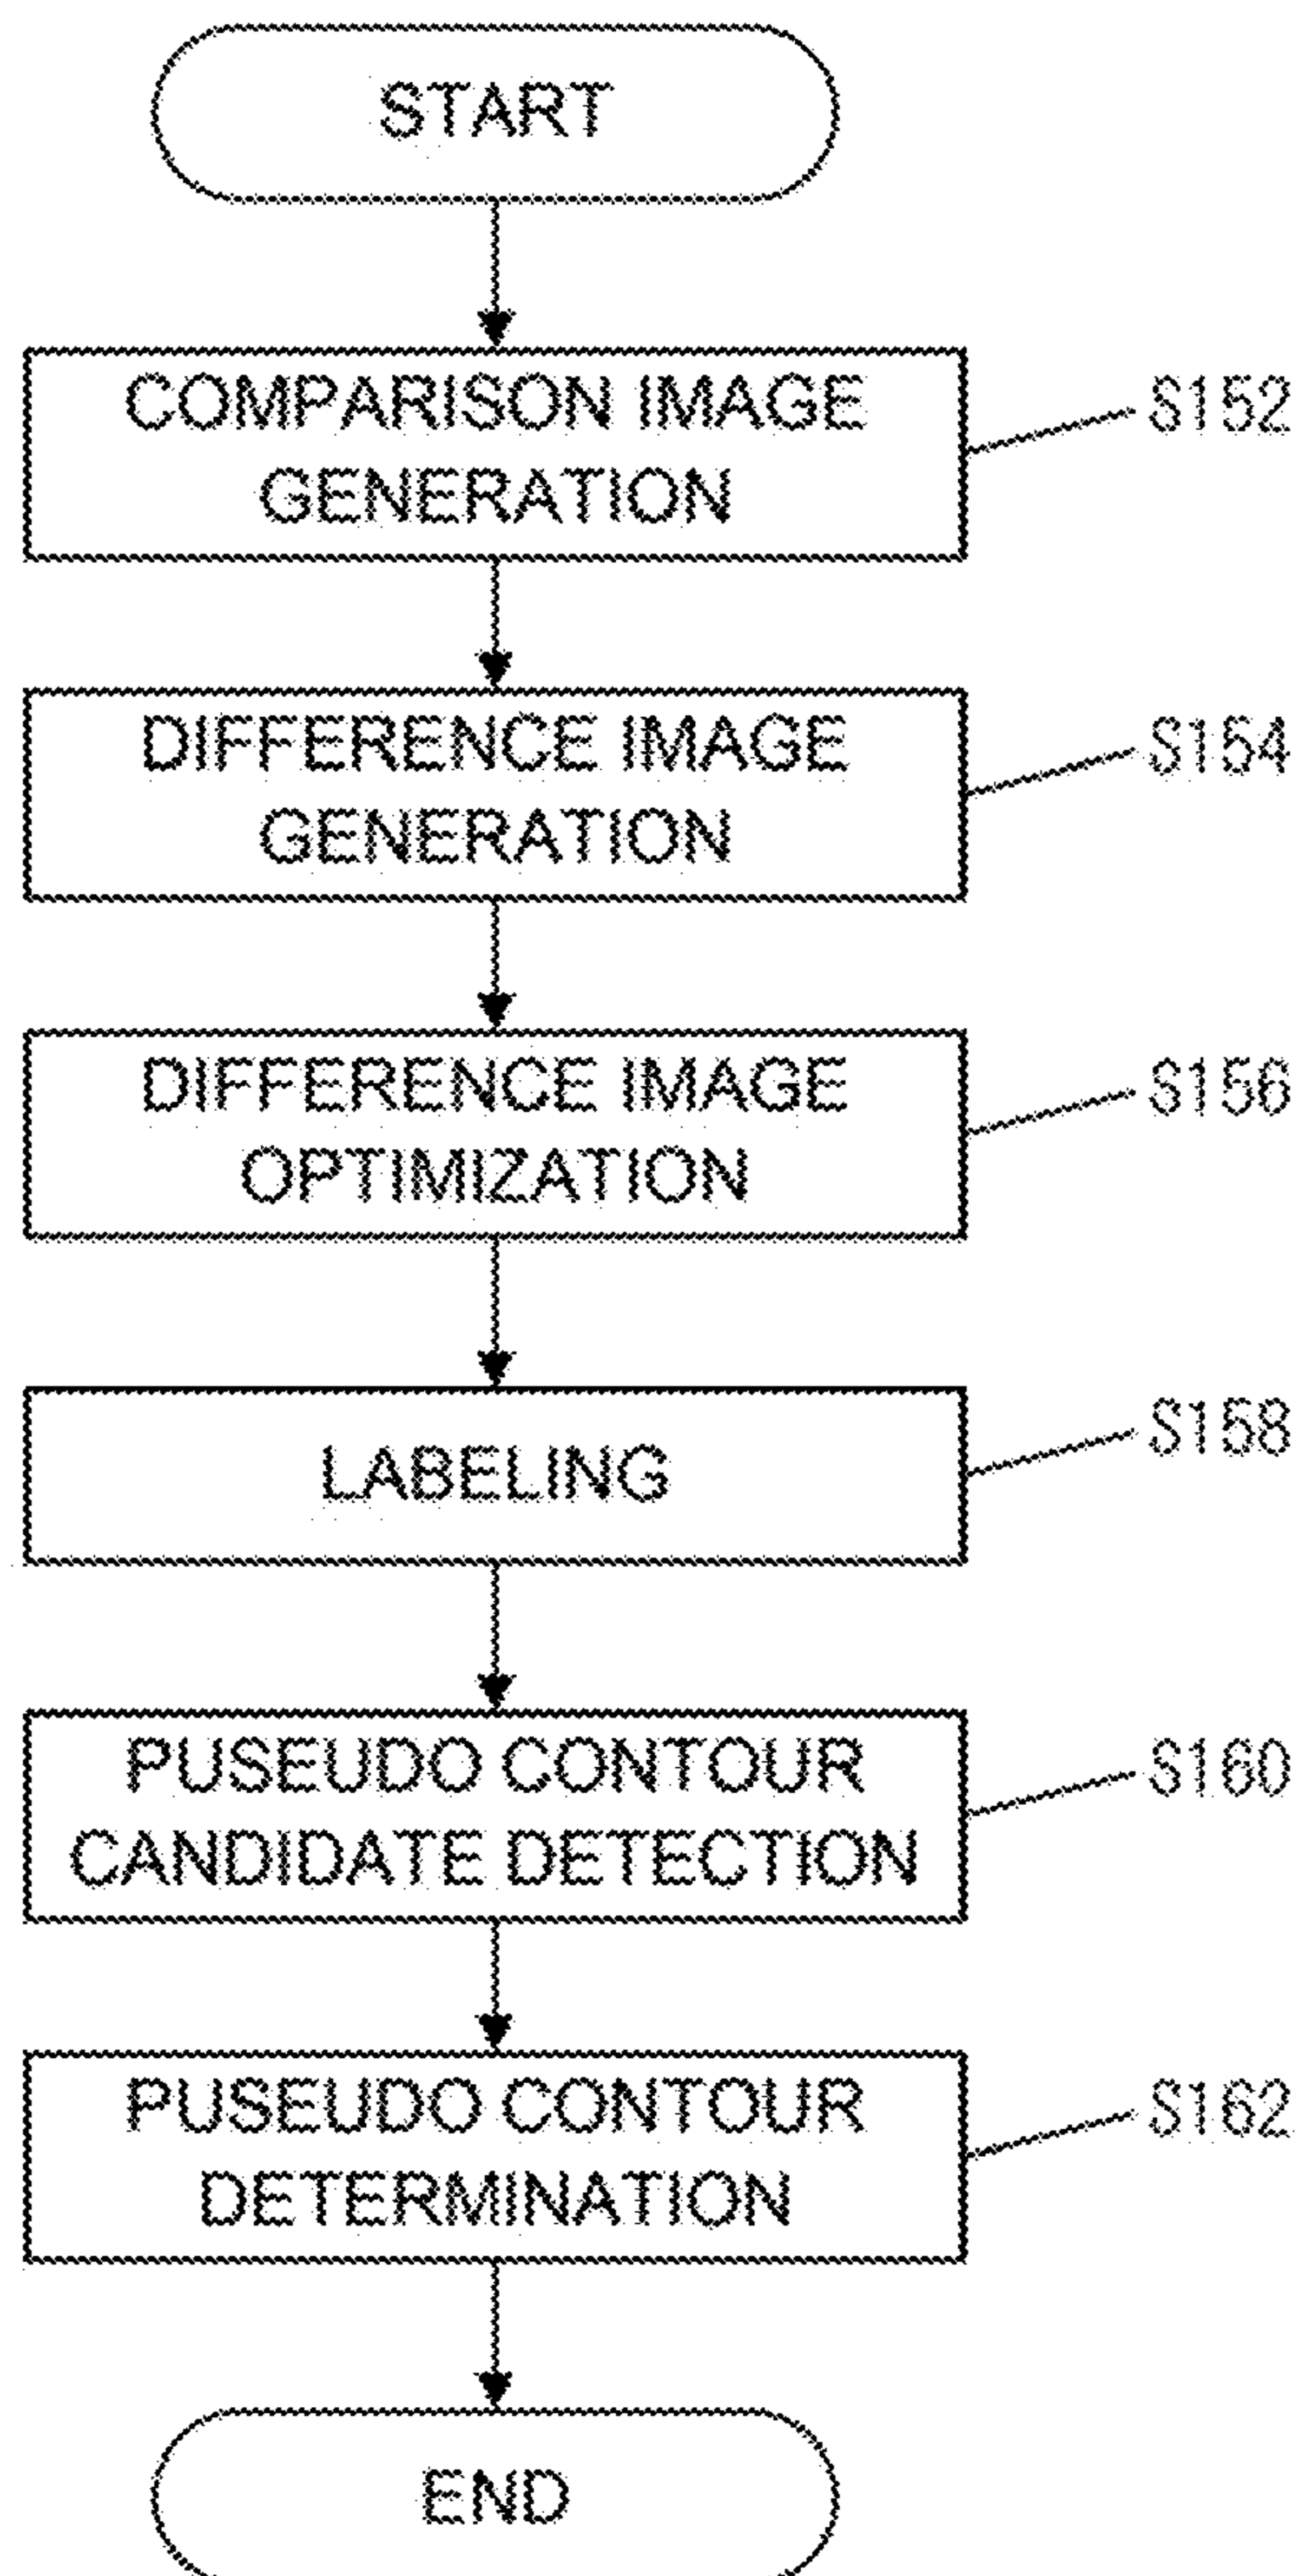 START
COMPARISON IMAGE
GENERATION
S152
DIFFERENCE IMAGE
GENERATION
S154
DIFFERENCE IMAGE
OPTIMIZATION
S156
LABELING
S158
PUSEUDO CONTOUR
CANDIDATE DETECTION
S160
PUSEUDO CONTOUR
DETERMINATION
S162
END